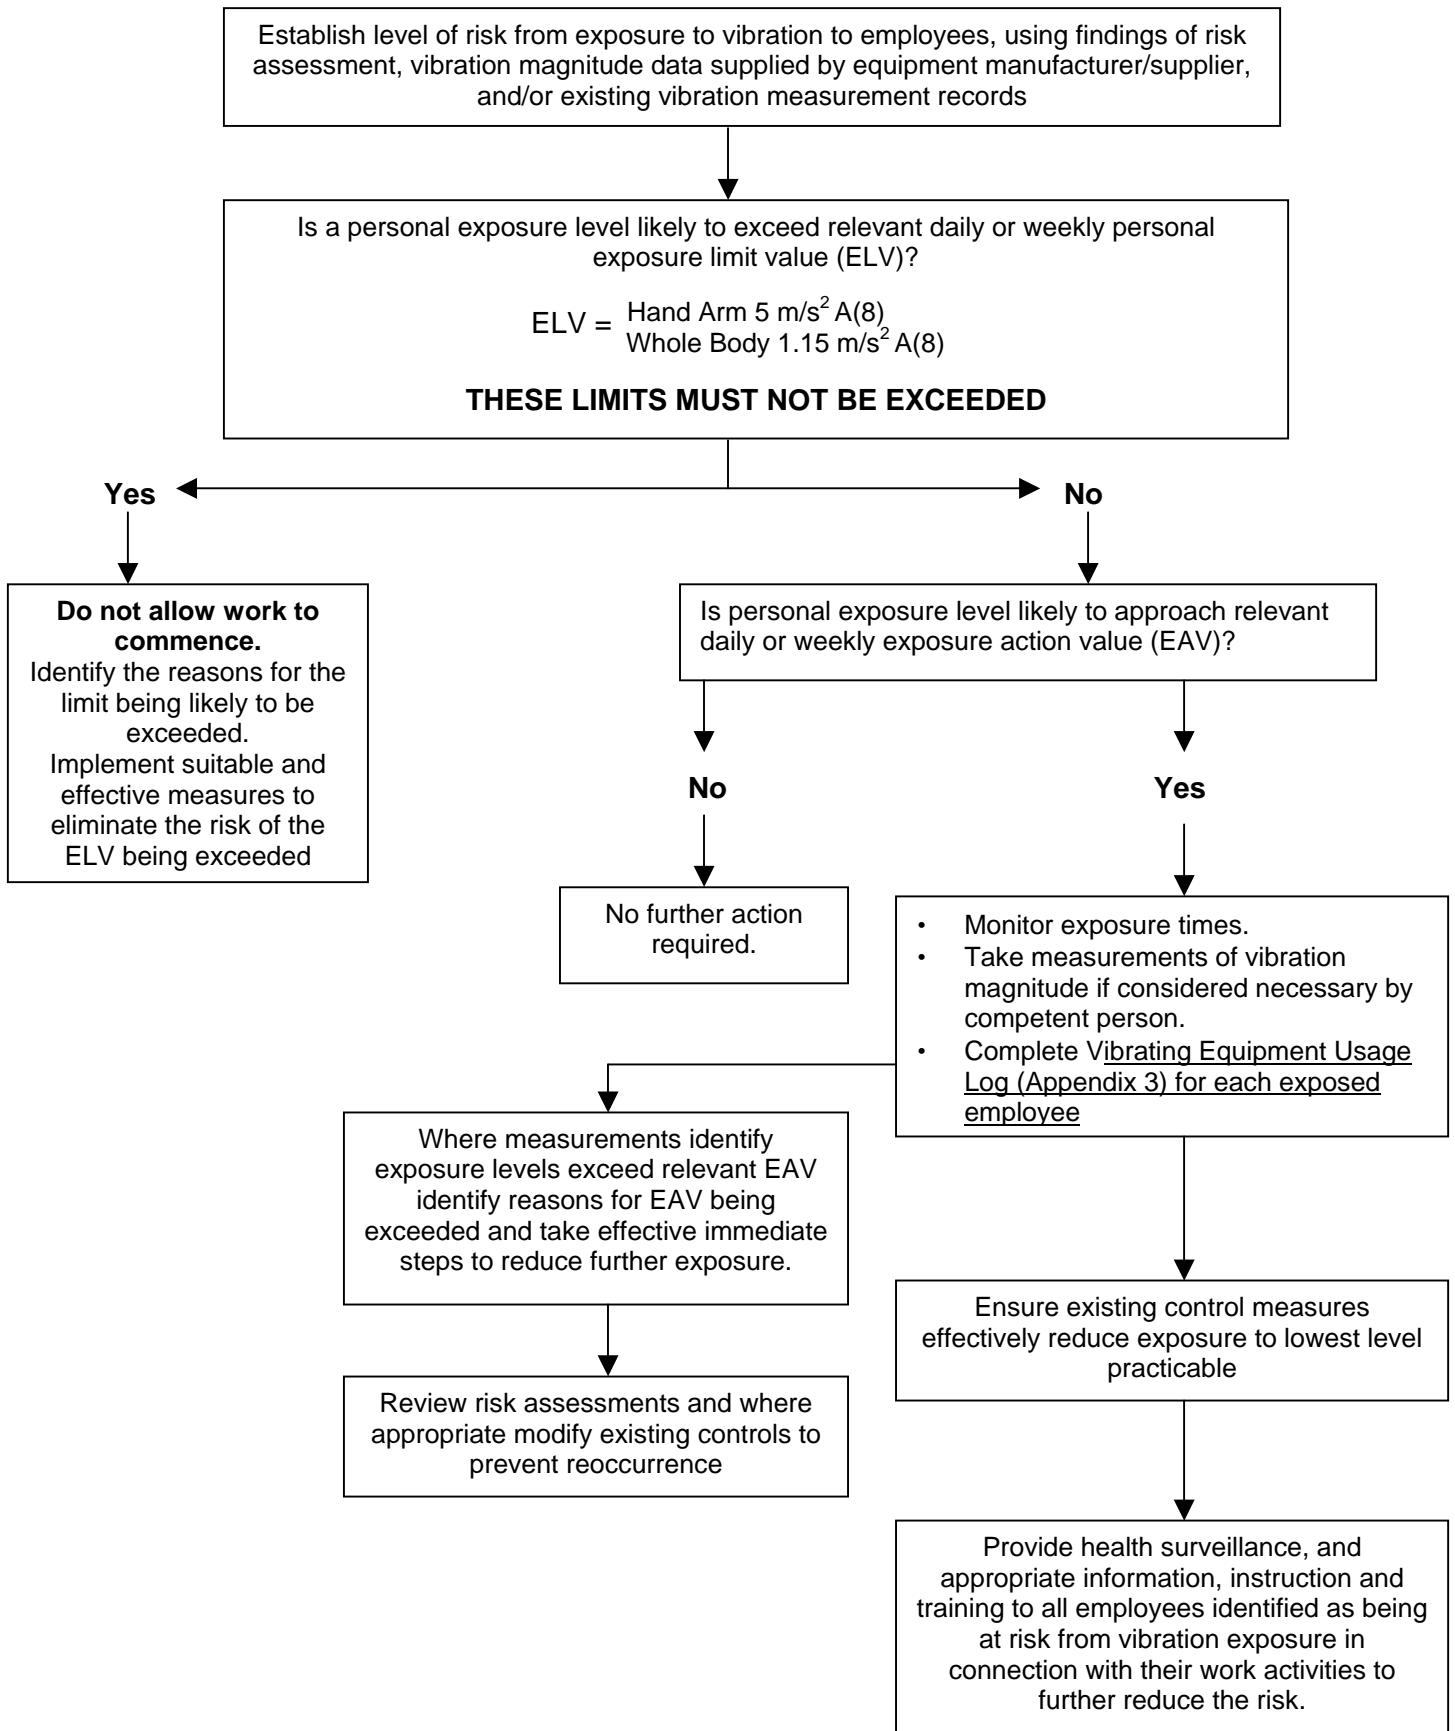 Establish level of risk from exposure to vibration to employees, using findings of risk
assessment, vibration magnitude data supplied by equipment manufacturer/supplier,
and/or existing vibration measurement records
Is a personal exposure level likely to exceed relevant daily or weekly personal
exposure limit value (ELV)?
ELV = Hand Arm 5 m/s² A(8)
Whole Body 1.15 m/s² A(8)
THESE LIMITS MUST NOT BE EXCEEDED
Yes
No
Do not allow work to
commence.
Identify the reasons for the
limit being likely to be
exceeded.
Implement suitable and
effective measures to
eliminate the risk of the
ELV being exceeded
Is personal exposure level likely to approach relevant
daily or weekly exposure action value (EAV)?
No
Yes
No further action
required.
• Monitor exposure times.
• Take measurements of vibration
magnitude if considered necessary by
competent person.
• Complete Vibrating Equipment Usage
Log (Appendix 3) for each exposed
employee
Where measurements identify
exposure levels exceed relevant EAV
identify reasons for EAV being
exceeded and take effective immediate
steps to reduce further exposure.
Ensure existing control measures
effectively reduce exposure to lowest level
practicable
Review risk assessments and where
appropriate modify existing controls to
prevent reoccurrence
Provide health surveillance, and
appropriate information, instruction and
training to all employees identified as being
at risk from vibration exposure in
connection with their work activities to
further reduce the risk.